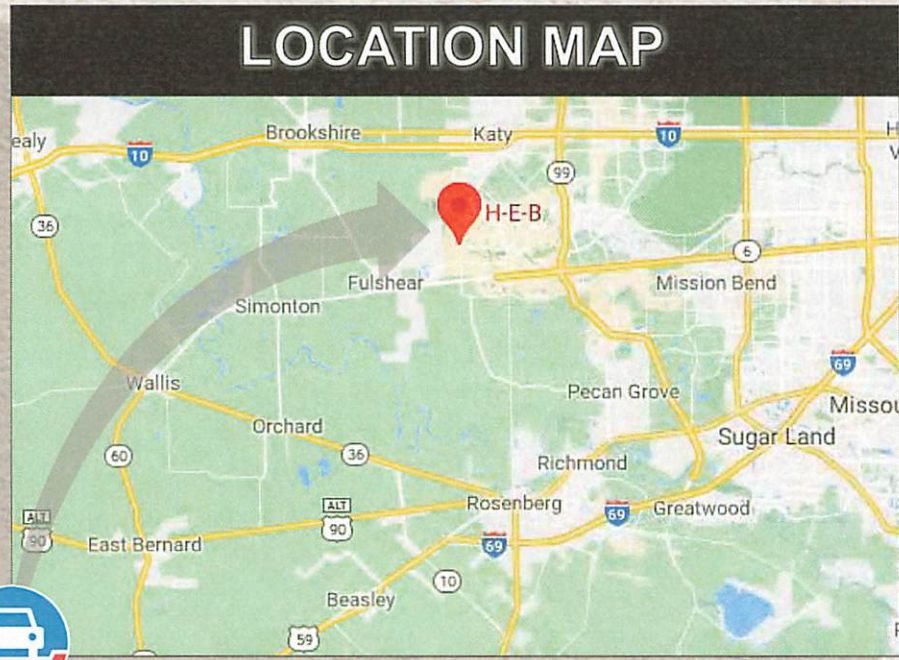 LOCATION MAP
ealy
10
Brookshire
Katy
10
H
V
36
99
H-E-B
6
Fulshear
Mission Bend
Simonton
69
Wallis
Pecan Grove
Missou
Orchard
Sugar Land
60
36
Richmond
ALT
90
ALT
90
Rosenberg
69
Greatwood
East Bernard
69
10
Beasley
59